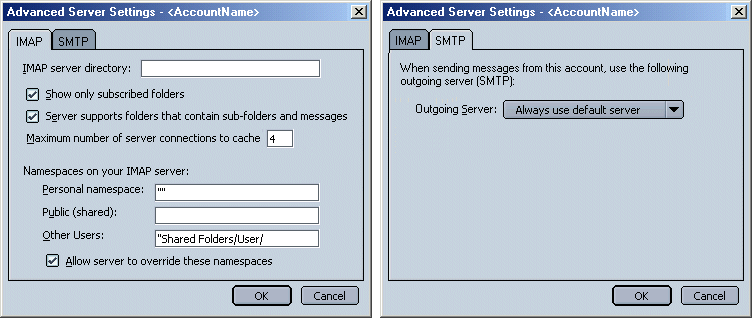 Advanced Server Settings - <AccountName>
IMAP SMTP
IMAP server directory:
Show only subscribed folders
Server supports folders that contain sub-folders and messages
Maximum number of server connections to cache 4
Namespaces on your IMAP server:
Personal namespace: ""
Public (shared):
Other Users: "Shared Folders/User/
Allow server to override these namespaces
OK Cancel
Advanced Server Settings - <AccountName>
IMAP SMTP
When sending messages from this account, use the following
outgoing server (SMTP):
Outgoing Server: Always use default server
OK Cancel